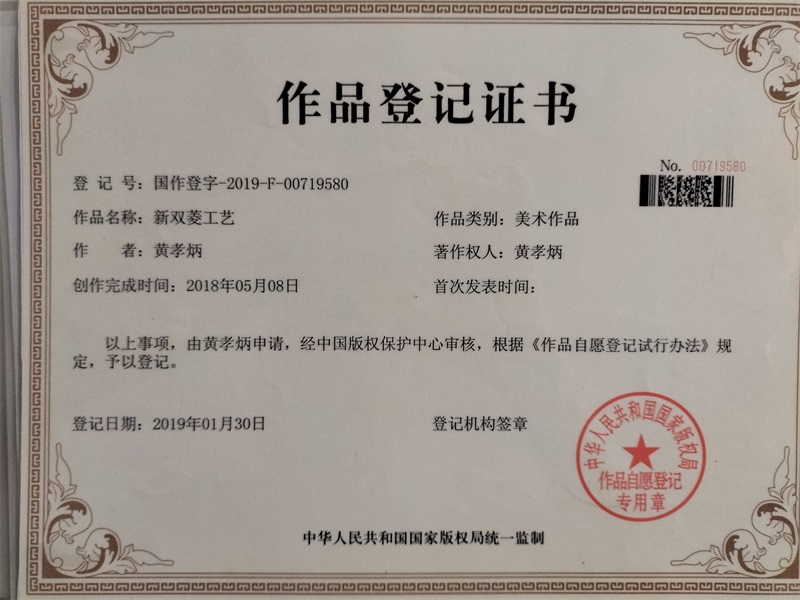 作品登记证书
No. 00719580
登 记 号：国作登字-2019-F-00719580
作品名称：新双菱工艺
作品类别：美术作品
作 者：黄孝炳
著作权人：黄孝炳
创作完成时间：2018年05月08日
首次发表时间：
以上事项，由黄孝炳申请，经中国版权保护中心审核，根据《作品自愿登记试行办法》规
定，予以登记。
登记日期：2019年01月30日
登记机构签章
中华人民共和国国家版权局
作品自愿登记
专用章
中华人民共和国国家版权局统一监制